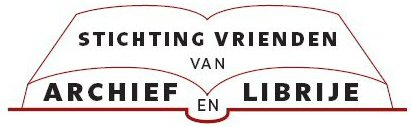 STICHTING VRIENDEN
VAN
ARCHIEF EN LIBRIJE